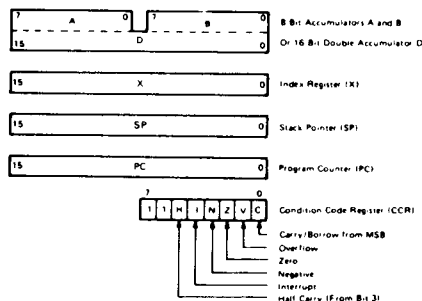 7 A 0 7 B 0 8 Bit Accumulators A and B
15 D 0 Or 16 Bit Double Accumulator D
15 X 0 Index Register (X)
15 SP 0 Stack Pointer (SP)
15 PC 0 Program Counter (PC)
7 0
1 1 H I N Z V C Condition Code Register (CCR)
Carry/Borrow from MSB
Overflow
Zero
Negative
Interrupt
Half Carry (From Bit 3)